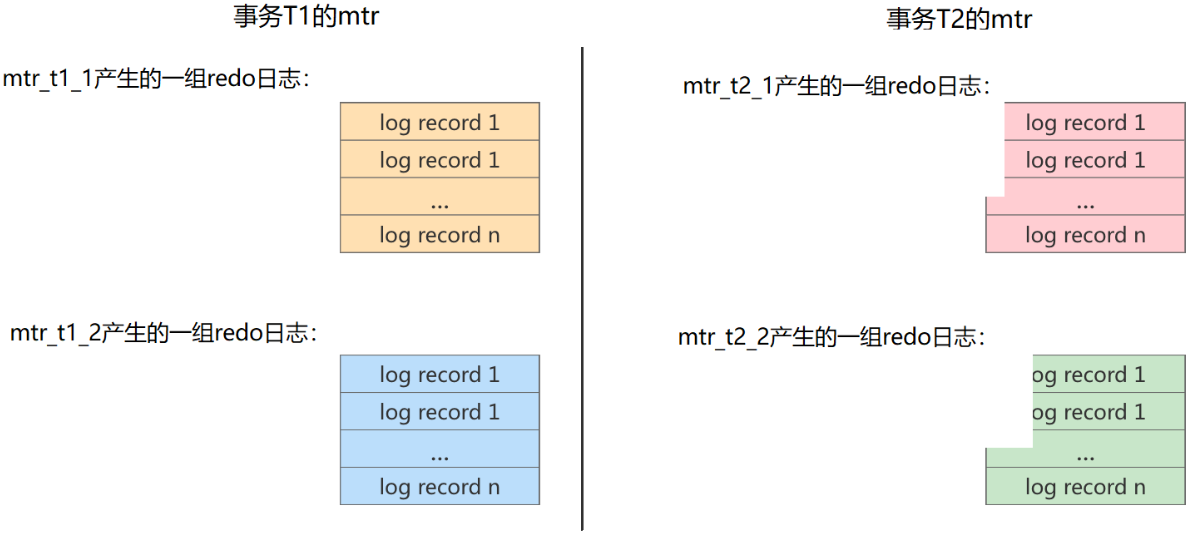 事务T1的mtr
mtr_t1_1产生的一组redo日志：
log record 1
log record 1
...
log record n
mtr_t1_2产生的一组redo日志：
log record 1
log record 1
...
log record n
事务T2的mtr
mtr_t2_1产生的一组redo日志：
log record 1
log record 1
...
log record n
mtr_t2_2产生的一组redo日志：
og record 1
og record 1
...
log record n